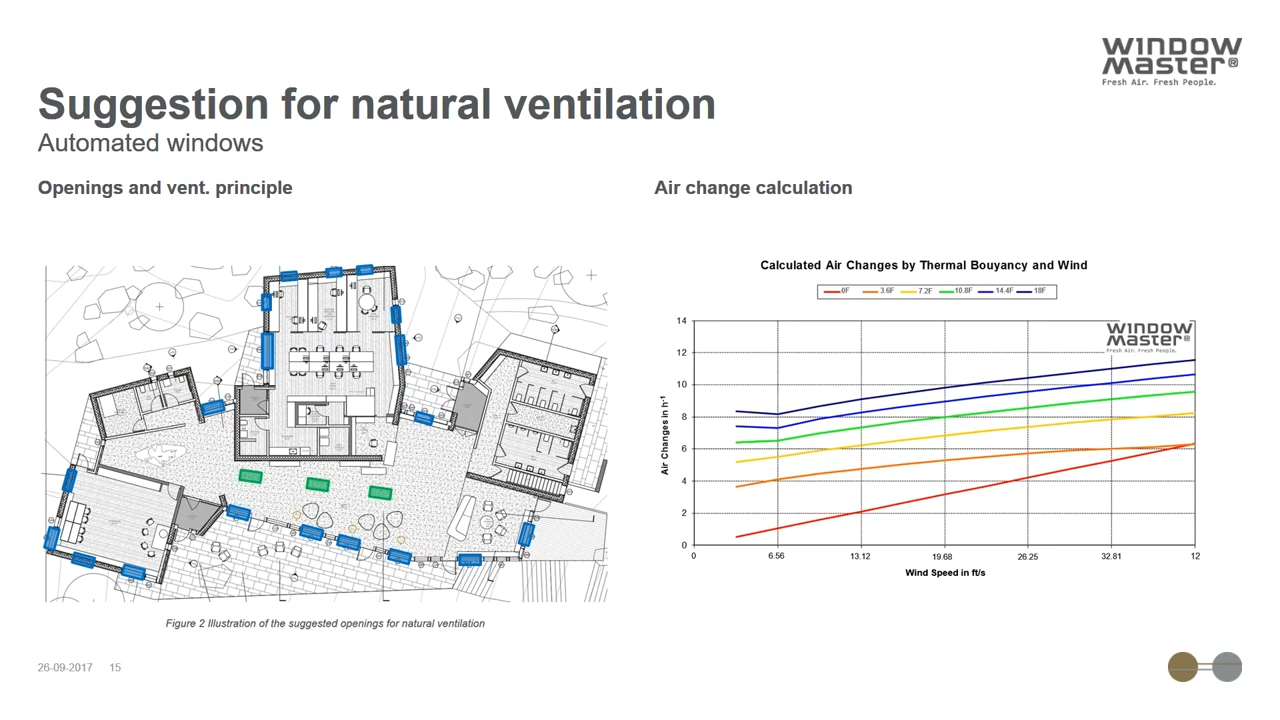 WINDOW
MASTER®
Fresh Air. Fresh People.
Suggestion for natural ventilation
Automated windows
Openings and vent. principle
Air change calculation
Calculated Air Changes by Thermal Bouyancy and Wind
0F 3.6F 7.2F 10.8F 14.4F 18F
WINDOW
MASTER®
Fresh Air. Fresh People.
14
12
10
8
6
4
2
0
Air Changes in h-1
0 6.56 13.12 19.68 26.25 32.81 12
Wind Speed in ft/s
Figure 2 Illustration of the suggested openings for natural ventilation
26-09-2017 15